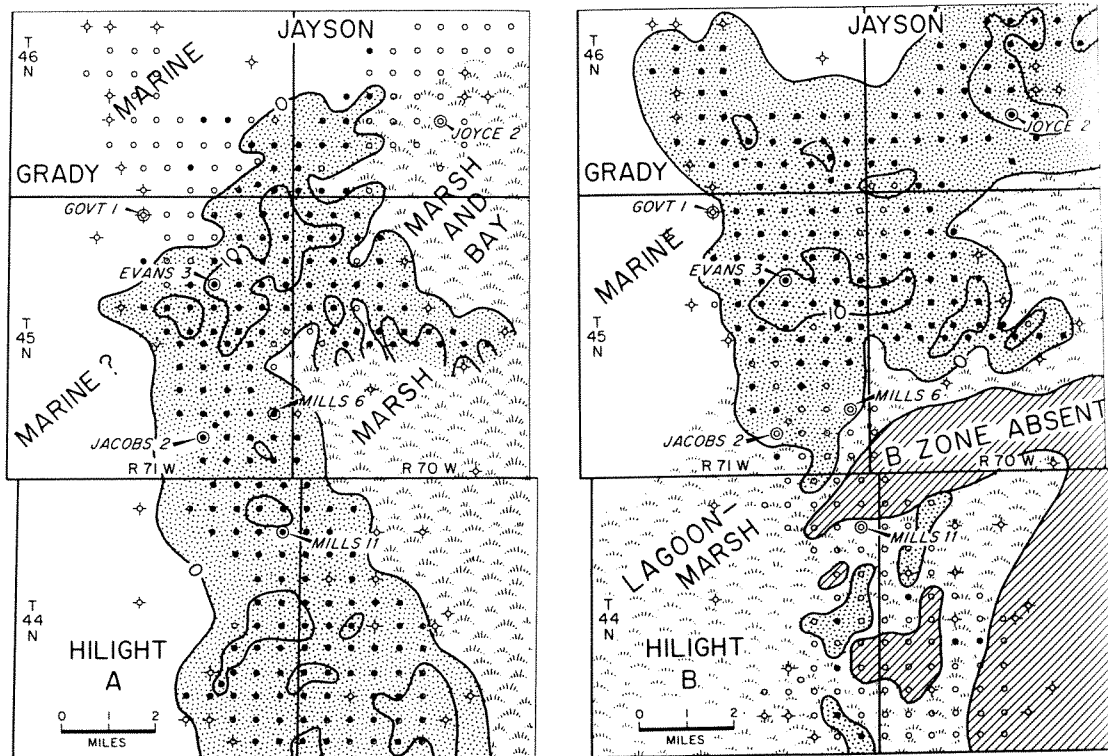 JAYSON
T
46
N
MARINE
JOYCE 2
GRADY
GOVT 1
MARSH
AND
BAY
O
10
EVANS 3
T
45
N
MARINE ?
MARSH
MILLS 6
JACOBS 2
R 71 W
R 70 W
MILLS 11
O
T
44
N
HILIGHT
A
0 1 2
MILES
JAYSON
T
46
N
JOYCE 2
GRADY
GOVT 1
MARINE
EVANS 3
10
T
45
N
O
MILLS 6
JACOBS 2
B ZONE ABSENT
R 71 W
R 70 W
MILLS 11
LAGOON-
MARSH
T
44
N
HILIGHT
B
0 1 2
MILES